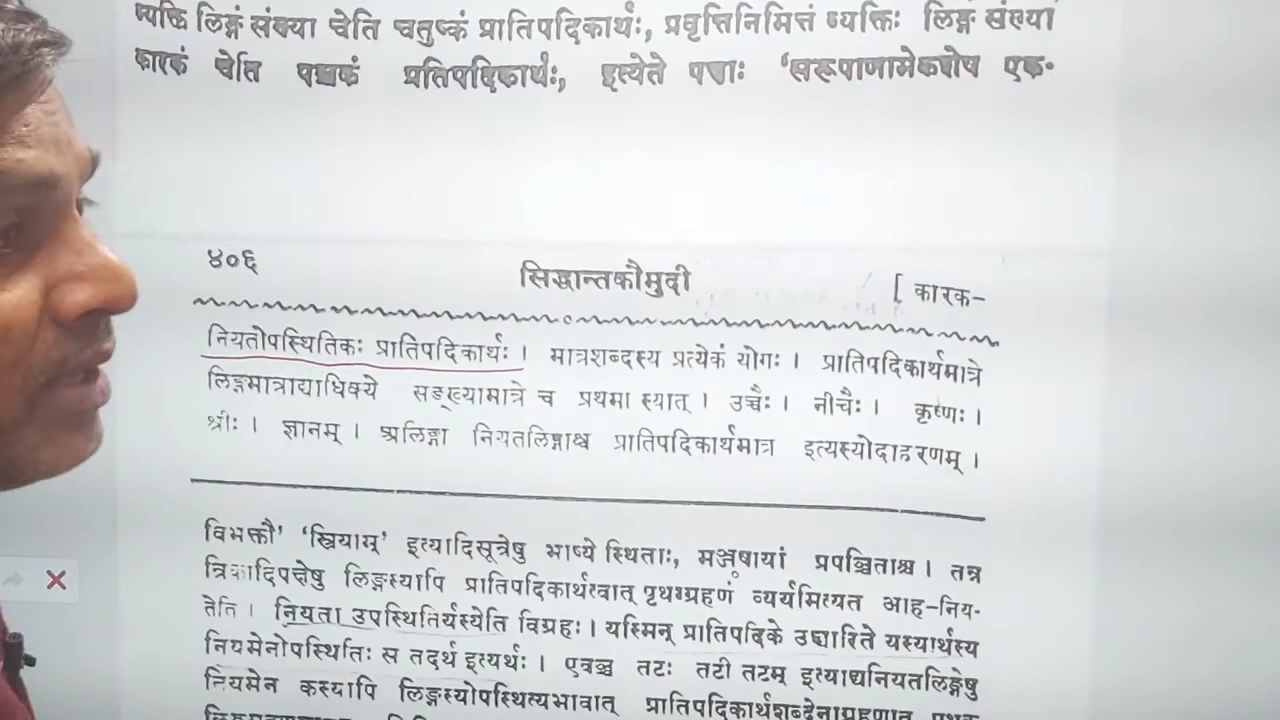 व्यक्ति लिङ्गं संख्या चेति चतुष्कं प्रातिपदिकार्थः, प्रवृत्तिनिमित्तं व्यक्तिः लिङ्ग संख्या
कारकं चेति पञ्चकं प्रतिपदिकार्थः, इत्येते पक्षाः 'सरूपाणामेकशेष एक-
४०६
सिद्धान्तकौमुदी
[ कारक-
नियतोपस्थितिकः प्रातिपदिकार्थः । मात्रशब्दस्य प्रत्येकं योगः । प्रातिपदिकार्थमात्रे
लिङ्गमात्राद्याधिक्ये सङ्ख्यामात्रे च प्रथमा स्यात् । उच्चैः । नीचैः । कृष्णः ।
श्रीः । ज्ञानम् । अलिङ्गा नियतलिङ्गाश्च प्रातिपदिकार्थमात्र इत्यस्योदाहरणम् ।
विभक्तौ' 'स्त्रियाम्' इत्यादिसूत्रेषु भाष्ये स्थिताः, मञ्जूषायां प्रपञ्चिताश्च । तत्र
त्रिकादिपक्षेषु लिङ्गस्यापि प्रातिपदिकार्थत्वात् पृथग्ग्रहणं व्यर्थमित्यत आह-निय-
तेति । नियता उपस्थितिर्यस्येति विग्रहः । यस्मिन् प्रातिपदिके उच्चारिते यस्यार्थस्य
नियमेनोपस्थितिः स तदर्थ इत्यर्थः । एवञ्च तटः तटी तटम् इत्याद्यनियतलिङ्गेषु
नियमेन कस्यापि लिङ्गस्योपस्थित्यभावात् प्रातिपदिकार्थशब्देनाग्रहणात्